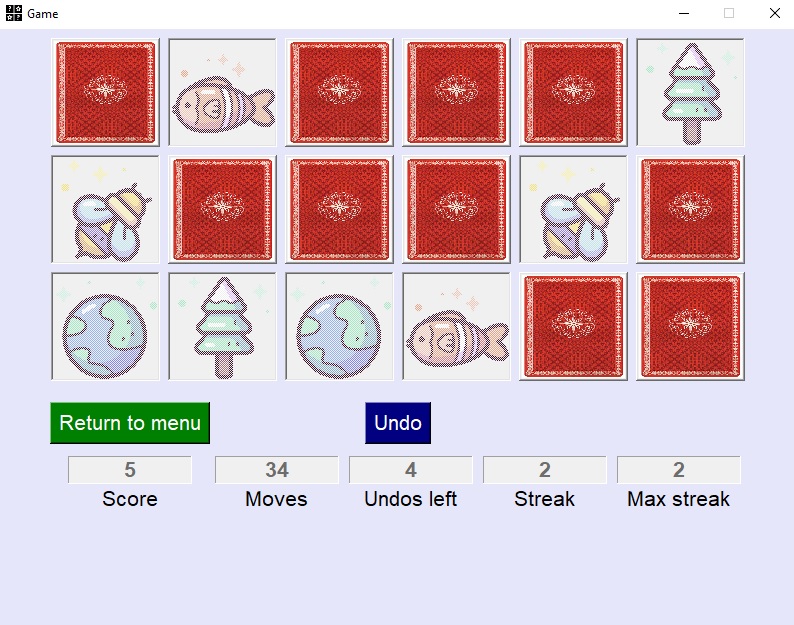 Game
Return to menu
Undo
5 34 4 2 2
Score Moves Undos left Streak Max streak